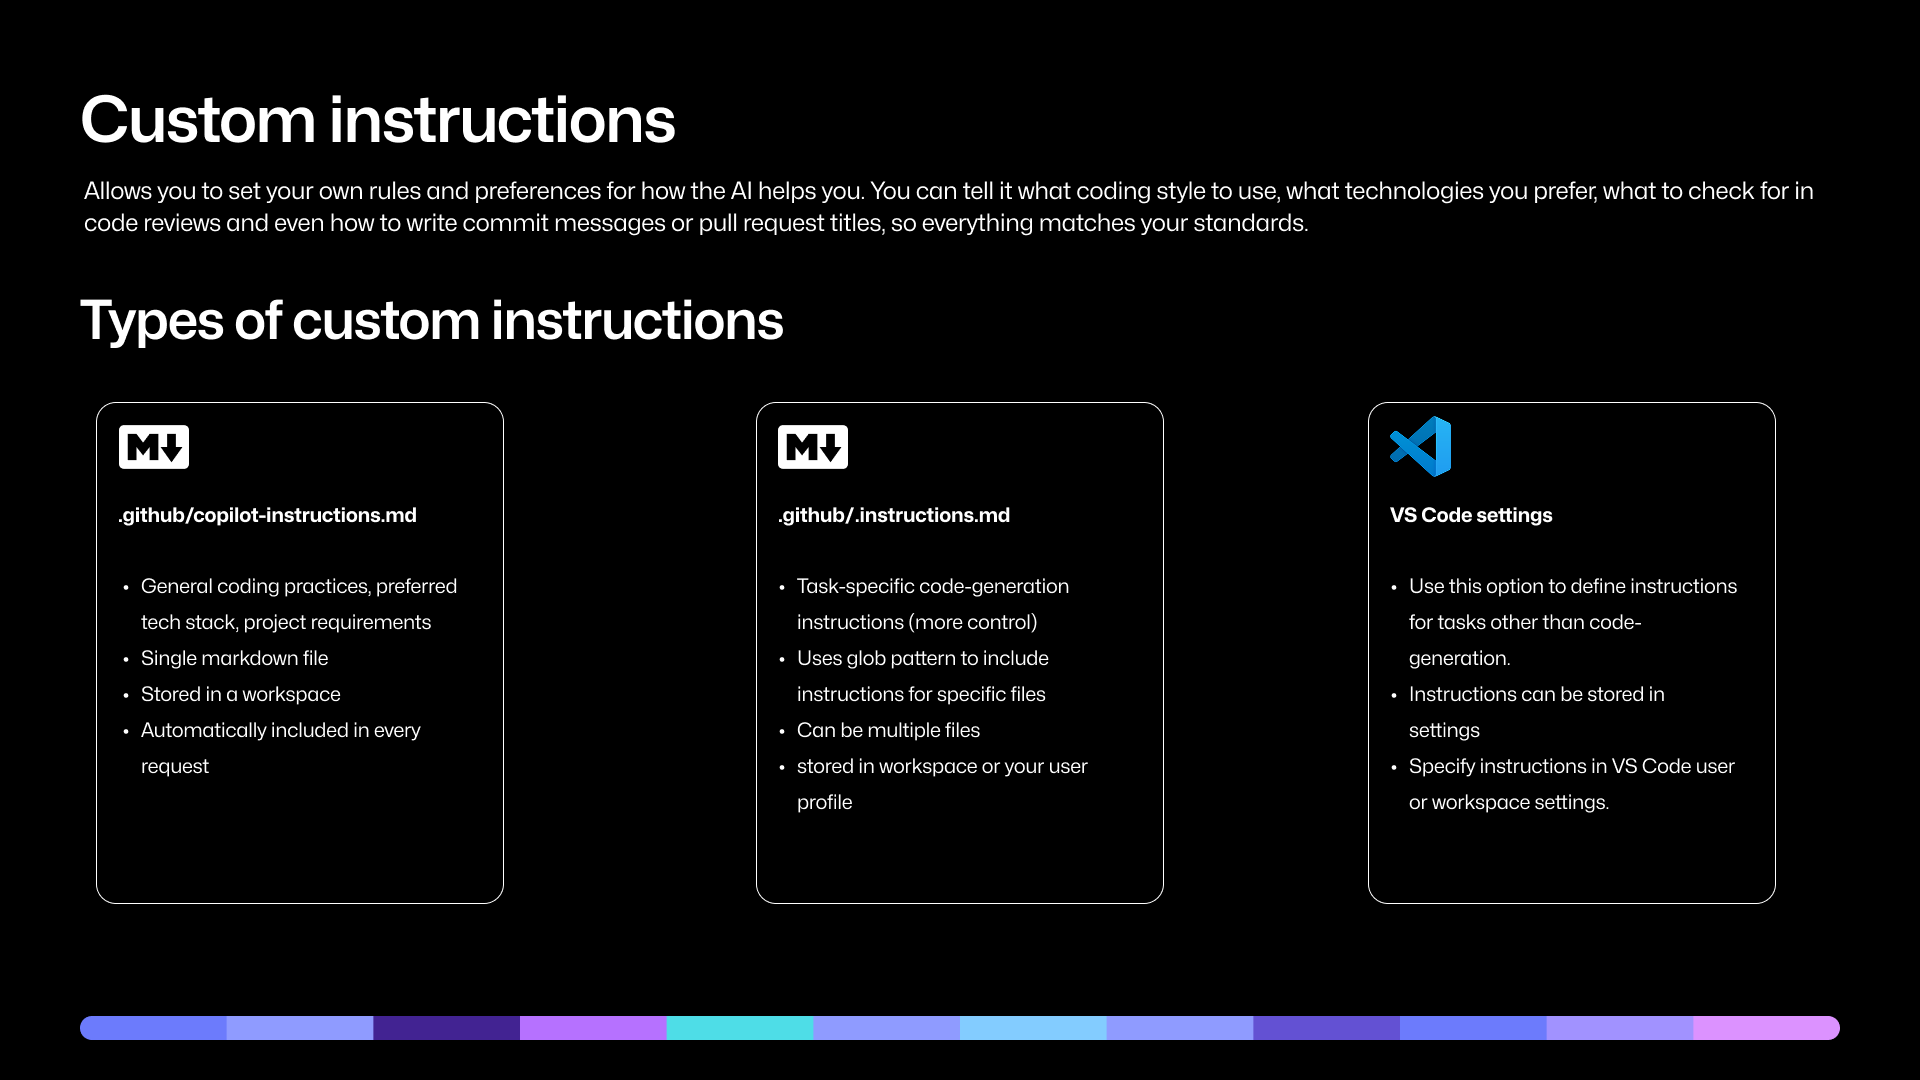 Custom instructions
Allows you to set your own rules and preferences for how the AI helps you. You can tell it what coding style to use, what technologies you prefer, what to check for in
code reviews and even how to write commit messages or pull request titles, so everything matches your standards.
Types of custom instructions
M
.github/copilot-instructions.md
• General coding practices, preferred
tech stack, project requirements
• Single markdown file
• Stored in a workspace
• Automatically included in every
request
M
.github/.instructions.md
• Task-specific code-generation
instructions (more control)
• Uses glob pattern to include
instructions for specific files
• Can be multiple files
• stored in workspace or your user
profile
VS Code settings
• Use this option to define instructions
for tasks other than code-
generation.
• Instructions can be stored in
settings
• Specify instructions in VS Code user
or workspace settings.